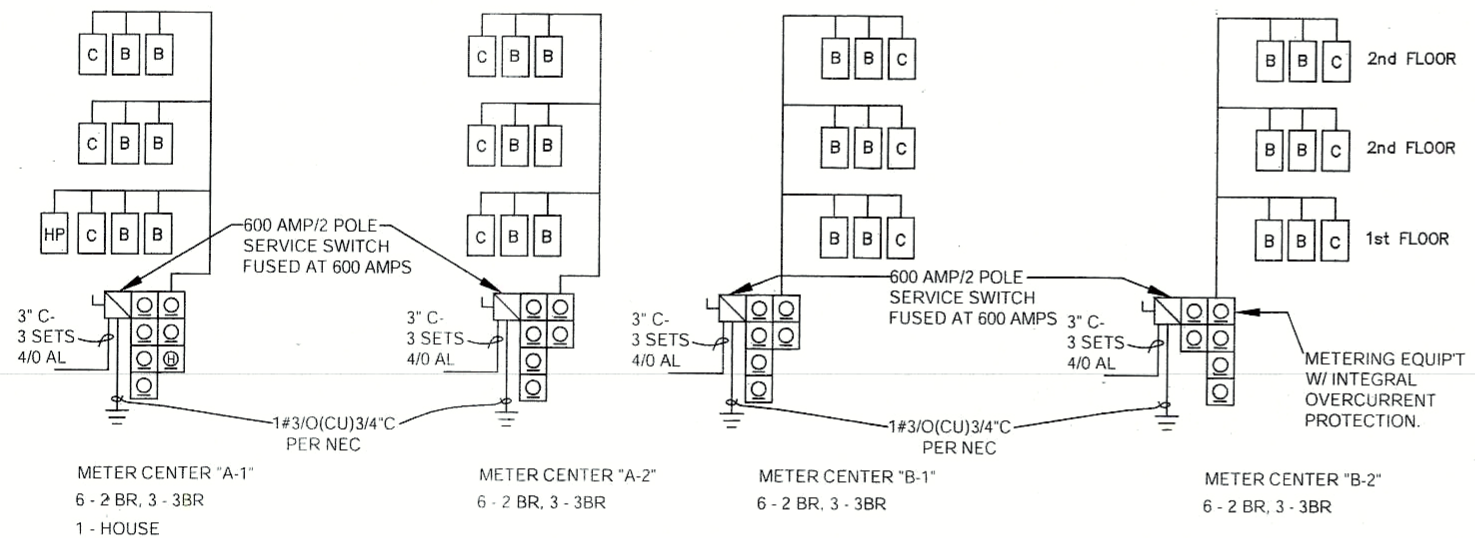 C B B
C B B
B B C
B B C
2nd FLOOR
C B B
C B B
B B C
B B C
2nd FLOOR
HP C B B
C B B
B B C
B B C
1st FLOOR
600 AMP/2 POLE
SERVICE SWITCH
FUSED AT 600 AMPS
600 AMP/2 POLE
SERVICE SWITCH
FUSED AT 600 AMPS
3" C-
3 SETS
4/0 AL
H
3" C-
3 SETS
4/0 AL
3" C-
3 SETS
4/0 AL
3" C-
3 SETS
4/0 AL
METERING EQUIP'T
W/ INTEGRAL
OVERCURRENT
PROTECTION.
1#3/O(CU)3/4"C
PER NEC
1#3/O(CU)3/4"C
PER NEC
METER CENTER "A-1"
6 - 2 BR, 3 - 3BR
1 - HOUSE
METER CENTER "A-2"
6 - 2 BR, 3 - 3BR
METER CENTER "B-1"
6 - 2 BR, 3 - 3BR
METER CENTER "B-2"
6 - 2 BR, 3 - 3BR